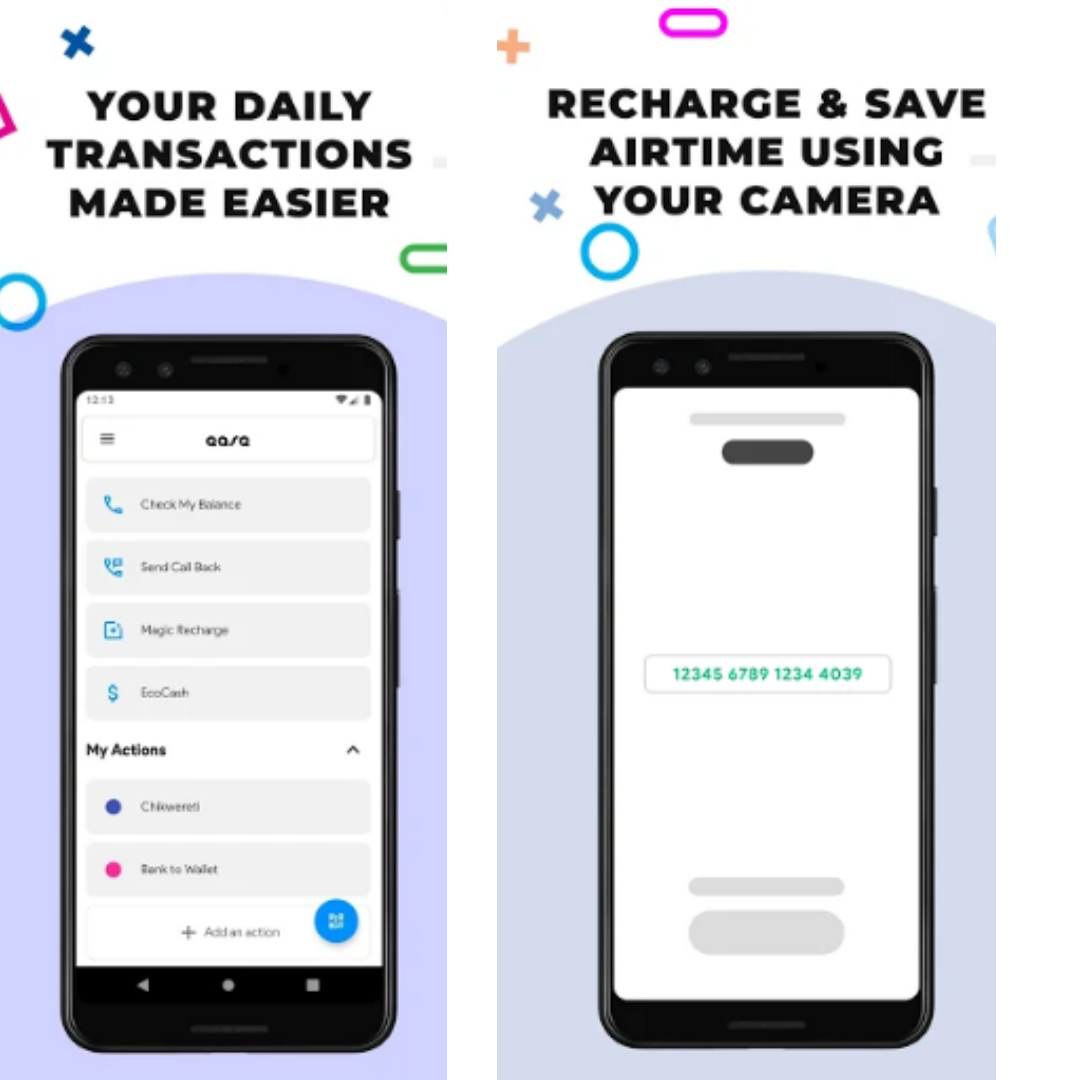 YOUR DAILY
TRANSACTIONS
MADE EASIER
12:13
aasa
Check My Balance
Send Call Back
Magic Recharge
EcoCash
My Actions
Chikwereti
Bank to Wallet
Add an action
RECHARGE & SAVE
AIRTIME USING
YOUR CAMERA
12345 6789 1234 4039